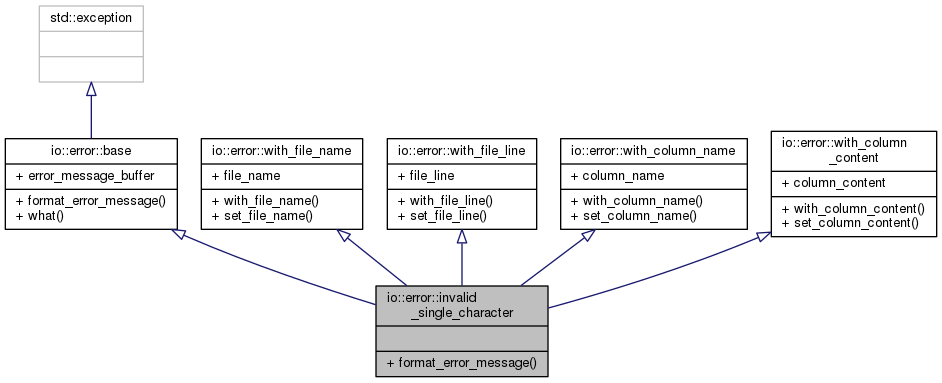 std::exception
io::error::base
+ error_message_buffer
+ format_error_message()
+ what()
io::error::with_file_name
+ file_name
+ with_file_name()
+ set_file_name()
io::error::with_file_line
+ file_line
+ with_file_line()
+ set_file_line()
io::error::with_column_name
+ column_name
+ with_column_name()
+ set_column_name()
io::error::with_column
_content
+ column_content
+ with_column_content()
+ set_column_content()
io::error::invalid
_single_character
+ format_error_message()